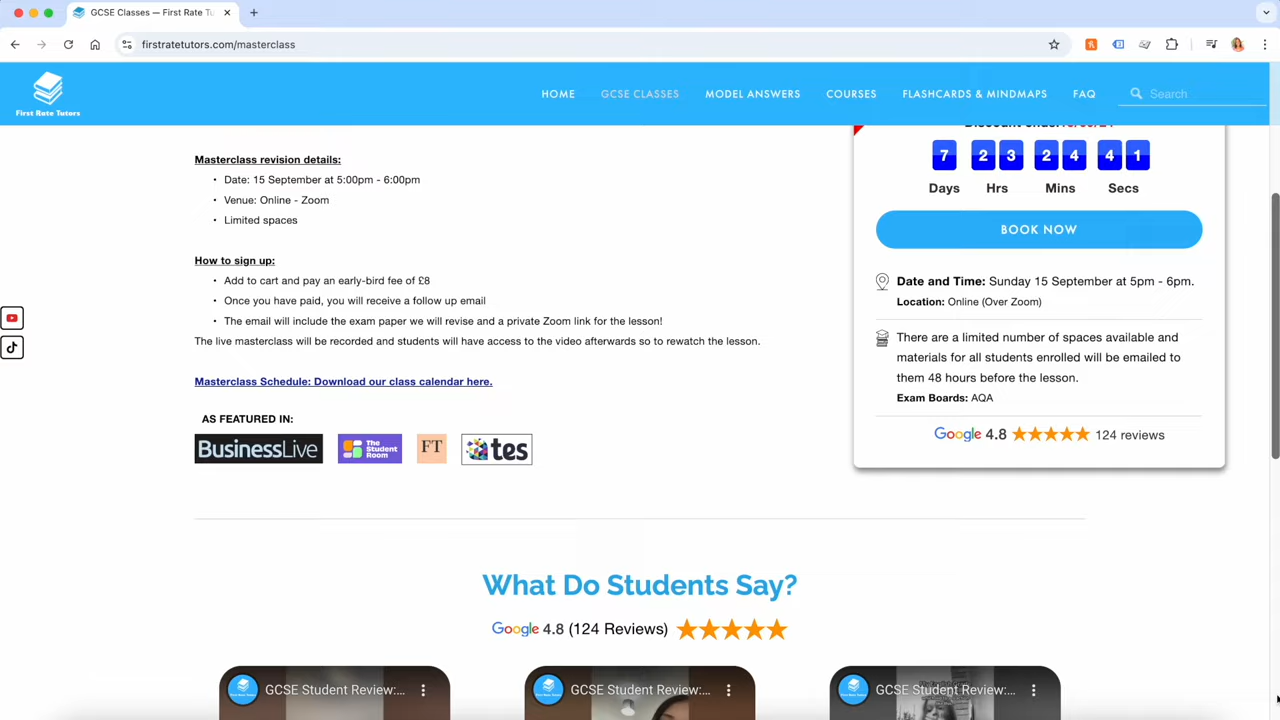 GCSE Classes — First Rate Tu
firstratetutors.com/masterclass
First Rate Tutors
HOME
GCSE CLASSES
MODEL ANSWERS
COURSES
FLASHCARDS & MINDMAPS
FAQ
Search
Masterclass revision details:
• Date: 15 September at 5:00pm - 6:00pm
• Venue: Online - Zoom
• Limited spaces
How to sign up:
• Add to cart and pay an early-bird fee of £8
• Once you have paid, you will receive a follow up email
• The email will include the exam paper we will revise and a private Zoom link for the lesson!
The live masterclass will be recorded and students will have access to the video afterwards so to rewatch the lesson.
Masterclass Schedule: Download our class calendar here.
AS FEATURED IN:
BusinessLive
The
Student
Room
FT
tes
7 2 3 2 4 4 1
Days Hrs Mins Secs
BOOK NOW
Date and Time: Sunday 15 September at 5pm - 6pm.
Location: Online (Over Zoom)
There are a limited number of spaces available and
materials for all students enrolled will be emailed to
them 48 hours before the lesson.
Exam Boards: AQA
Google 4.8 124 reviews
What Do Students Say?
Google 4.8 (124 Reviews)
GCSE Student Review:...
GCSE Student Review:...
GCSE Student Review:...